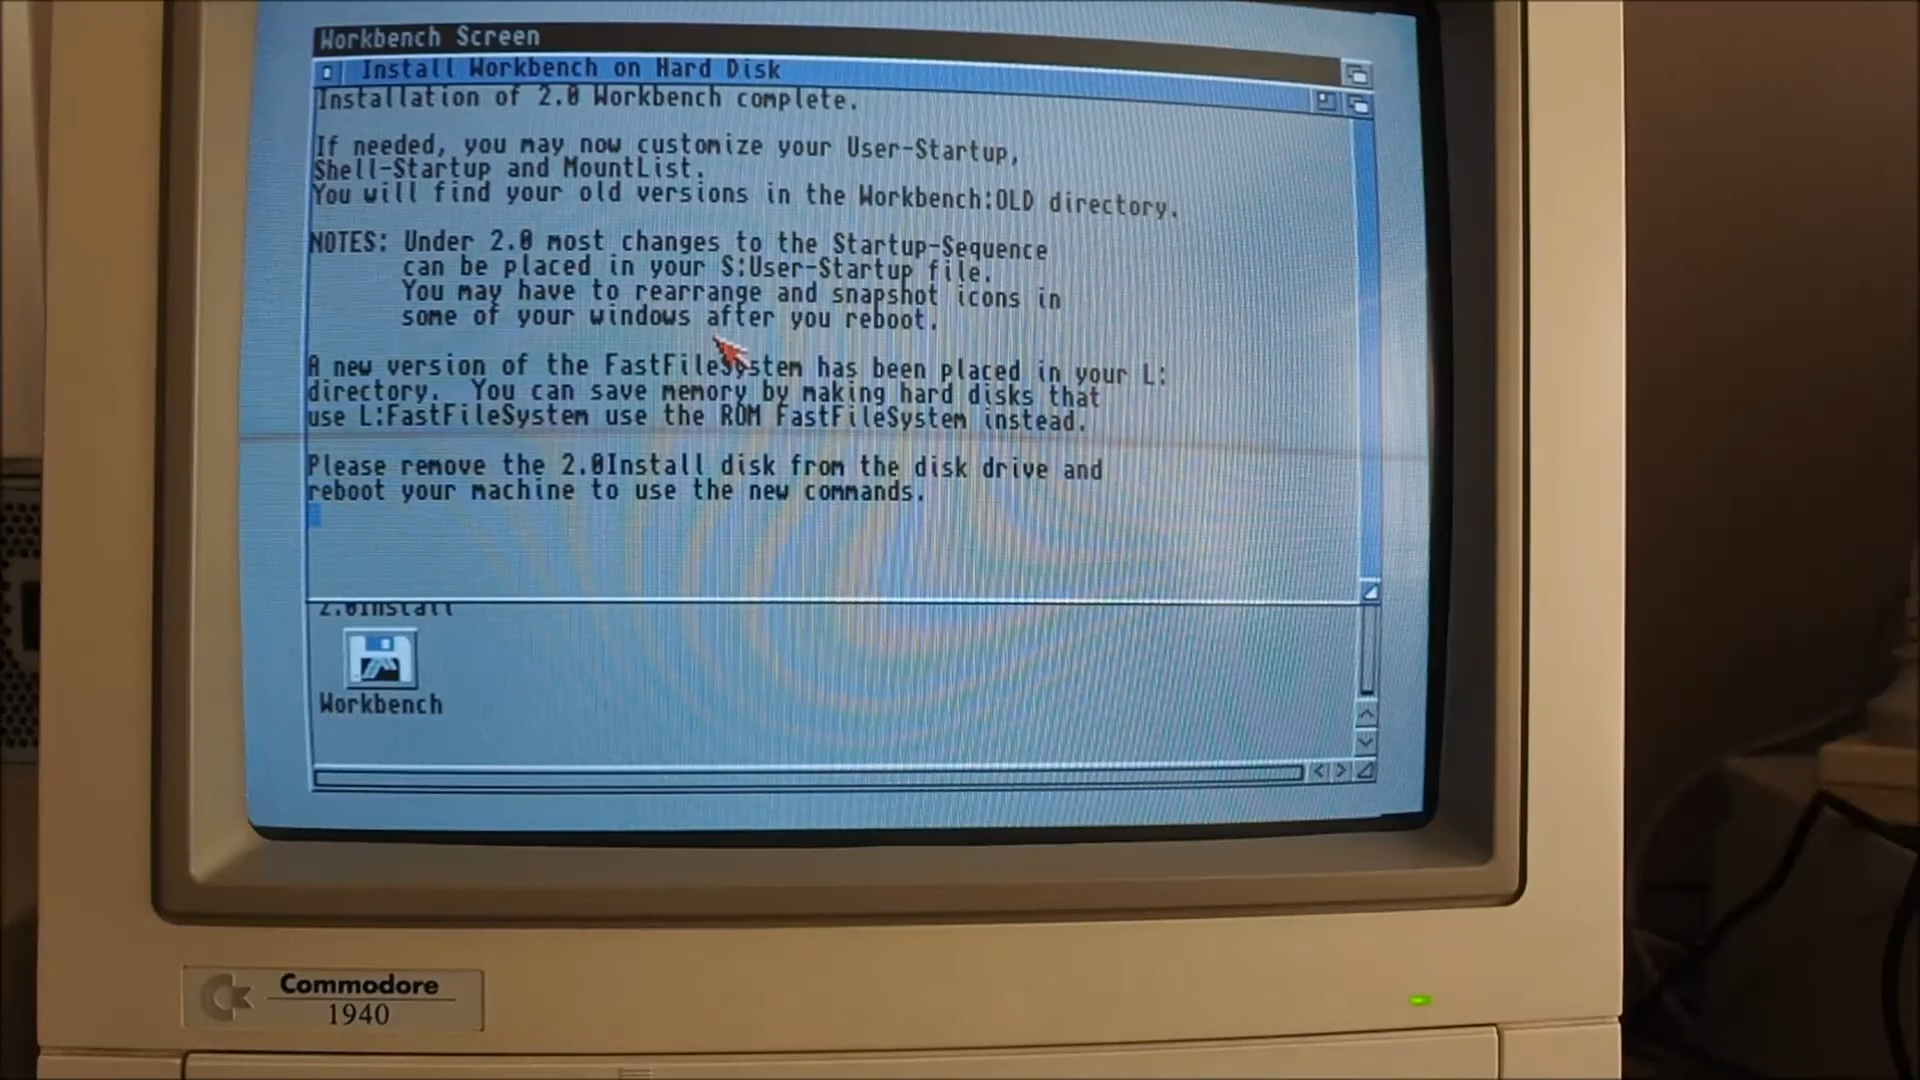 Workbench Screen
Install Workbench on Hard Disk
Installation of 2.0 Workbench complete.
If needed, you may now customize your User-Startup,
Shell-Startup and MountList.
You will find your old versions in the Workbench:OLD directory.
NOTES: Under 2.0 most changes to the Startup-Sequence
can be placed in your S:User-Startup file.
You may have to rearrange and snapshot icons in
some of your windows after you reboot.
A new version of the FastFileSystem has been placed in your L:
directory. You can save memory by making hard disks that
use L:FastFileSystem use the ROM FastFileSystem instead.
Please remove the 2.0Install disk from the disk drive and
reboot your machine to use the new commands.
2.0Install
Workbench
Commodore
1940